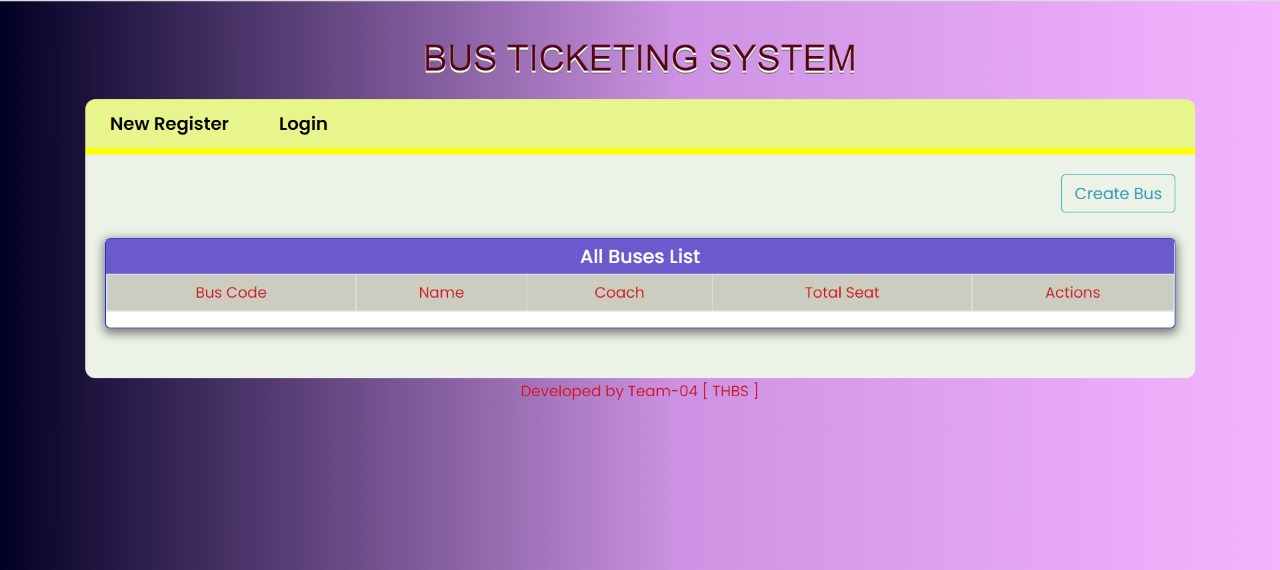 BUS TICKETING SYSTEM
New Register Login
Create Bus
All Buses List
Bus Code Name Coach Total Seat Actions
Developed by Team-04 [ THBS ]